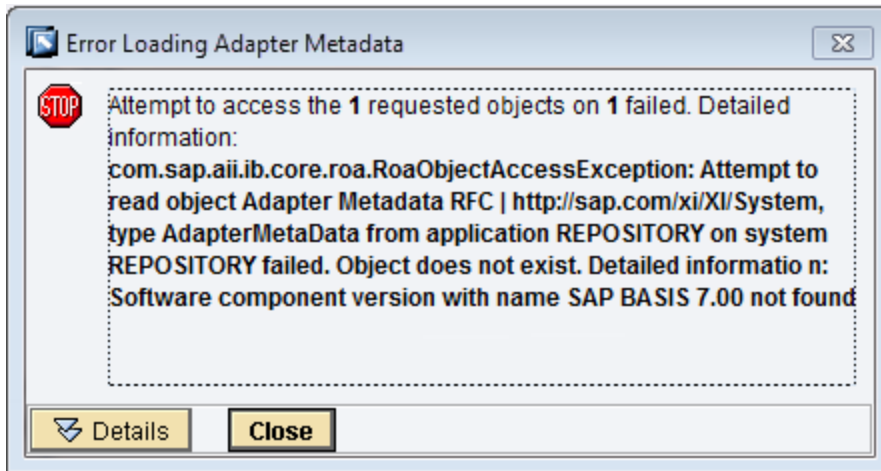 Error Loading Adapter Metadata
STOP
Attempt to access the 1 requested objects on 1 failed. Detailed
information:
com.sap.aii.ib.core.roa.RoaObjectAccessException: Attempt to
read object Adapter Metadata RFC | http://sap.com/xi/XI/System,
type AdapterMetaData from application REPOSITORY on system
REPOSITORY failed. Object does not exist. Detailed informatio n:
Software component version with name SAP BASIS 7.00 not found
Details
Close